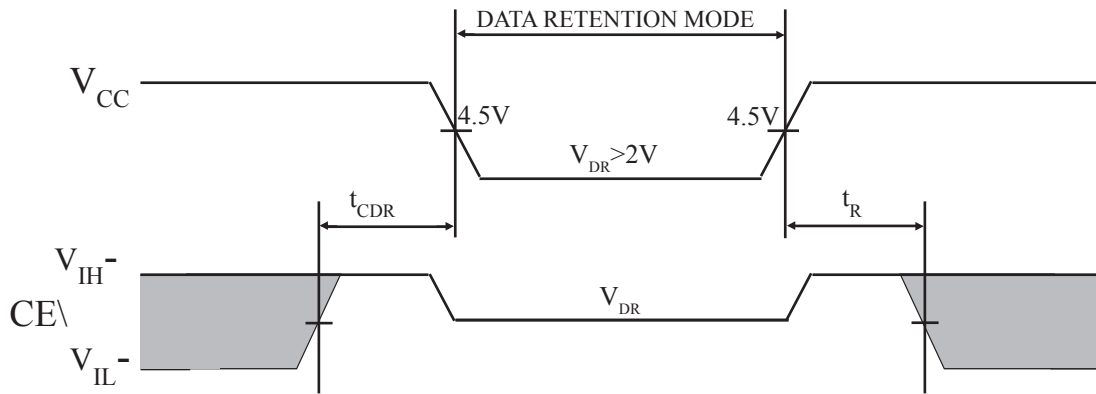 DATA RETENTION MODE
VCC
4.5V
4.5V
VDR>2V
tCDR
tR
VIH-
CE\
VDR
VIL-